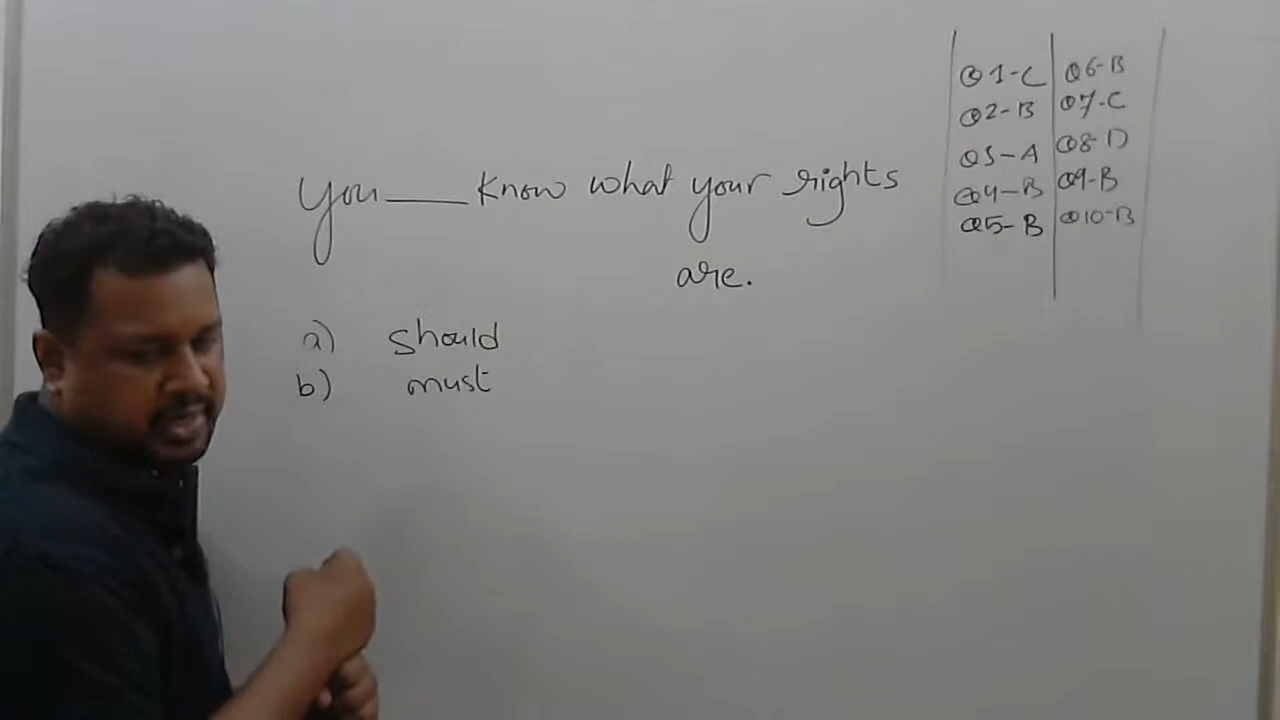 You ____ know what your rights
are.
a) should
b) must
Q1-C
Q2-B
Q3-A
Q4-B
Q5-B
Q6-B
Q7-C
Q8-D
Q9-B
Q10-B